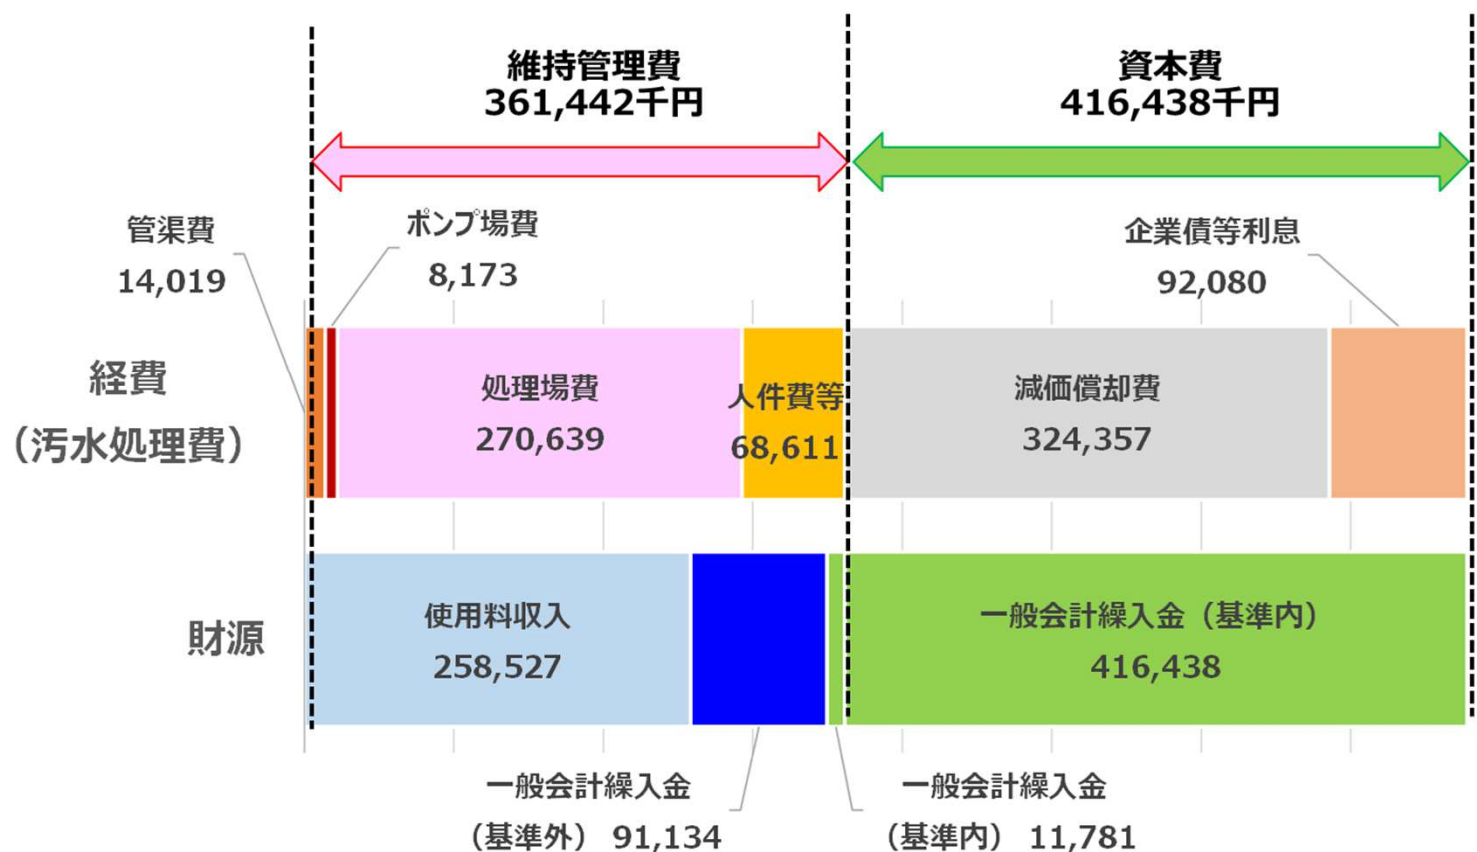 維持管理費
361,442千円
資本費
416,438千円
管渠費
14,019
ポンプ場費
8,173
企業債等利息
92,080
経費
（汚水処理費）
処理場費
270,639
人件費等
68,611
減価償却費
324,357
財源
使用料収入
258,527
一般会計繰入金（基準内）
416,438
一般会計繰入金
（基準外） 91,134
一般会計繰入金
（基準内） 11,781